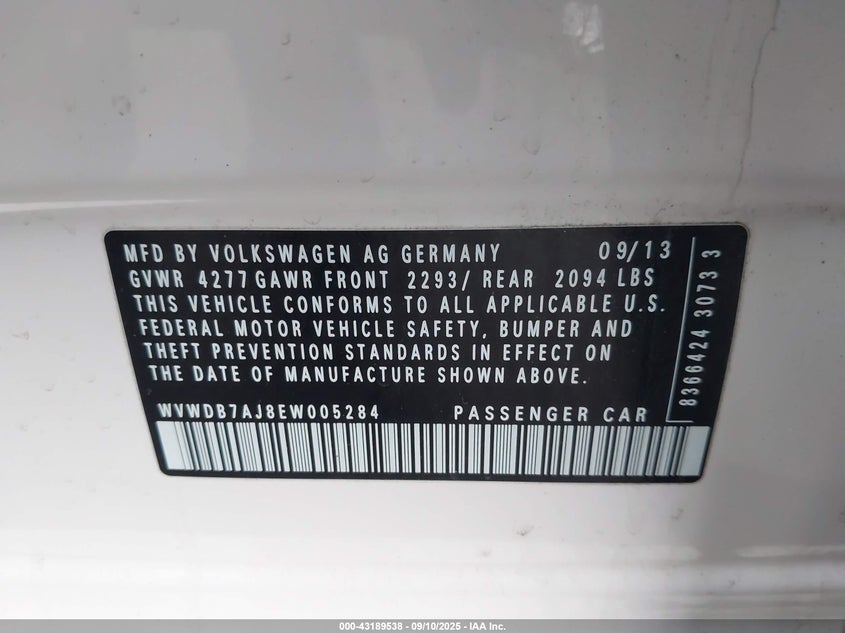 MFD BY VOLKSWAGEN AG GERMANY 09/13
GVWR 4277 GAWR FRONT 2293/ REAR 2094 LBS
THIS VEHICLE CONFORMS TO ALL APPLICABLE U.S.
FEDERAL MOTOR VEHICLE SAFETY, BUMPER AND
THEFT PREVENTION STANDARDS IN EFFECT ON
THE DATE OF MANUFACTURE SHOWN ABOVE.
WVWDB7AJ8EW005284 PASSENGER CAR
8366424 3073 3
000-43189538 - 09/10/2025 - IAA Inc.